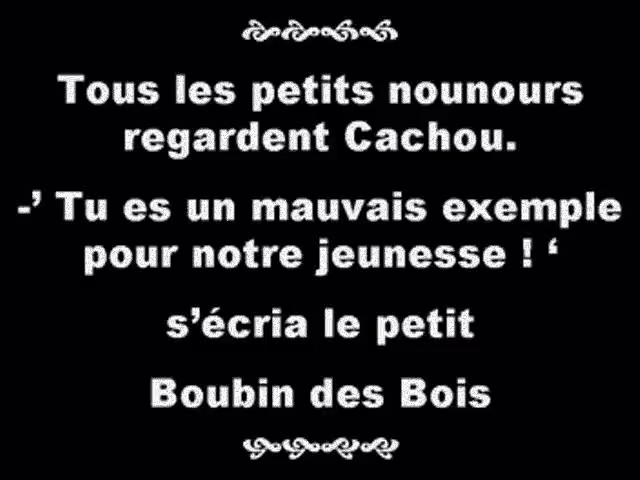 Tous les petits nounours
regardent Cachou.
-’ Tu es un mauvais exemple
pour notre jeunesse ! ‘
s’écria le petit
Boubin des Bois